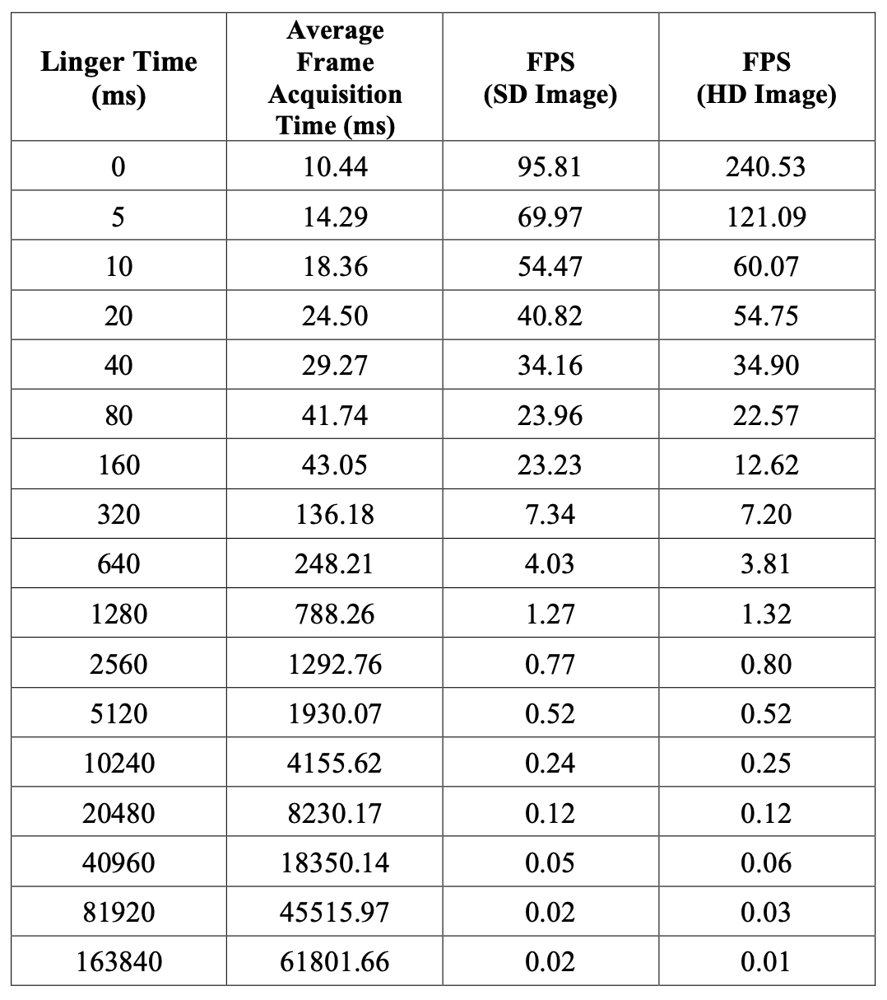 Linger Time (ms) Average Frame Acquisition Time (ms) FPS (SD Image) FPS (HD Image)
0 10.44 95.81 240.53
5 14.29 69.97 121.09
10 18.36 54.47 60.07
20 24.50 40.82 54.75
40 29.27 34.16 34.90
80 41.74 23.96 22.57
160 43.05 23.23 12.62
320 136.18 7.34 7.20
640 248.21 4.03 3.81
1280 788.26 1.27 1.32
2560 1292.76 0.77 0.80
5120 1930.07 0.52 0.52
10240 4155.62 0.24 0.25
20480 8230.17 0.12 0.12
40960 18350.14 0.05 0.06
81920 45515.97 0.02 0.03
163840 61801.66 0.02 0.01